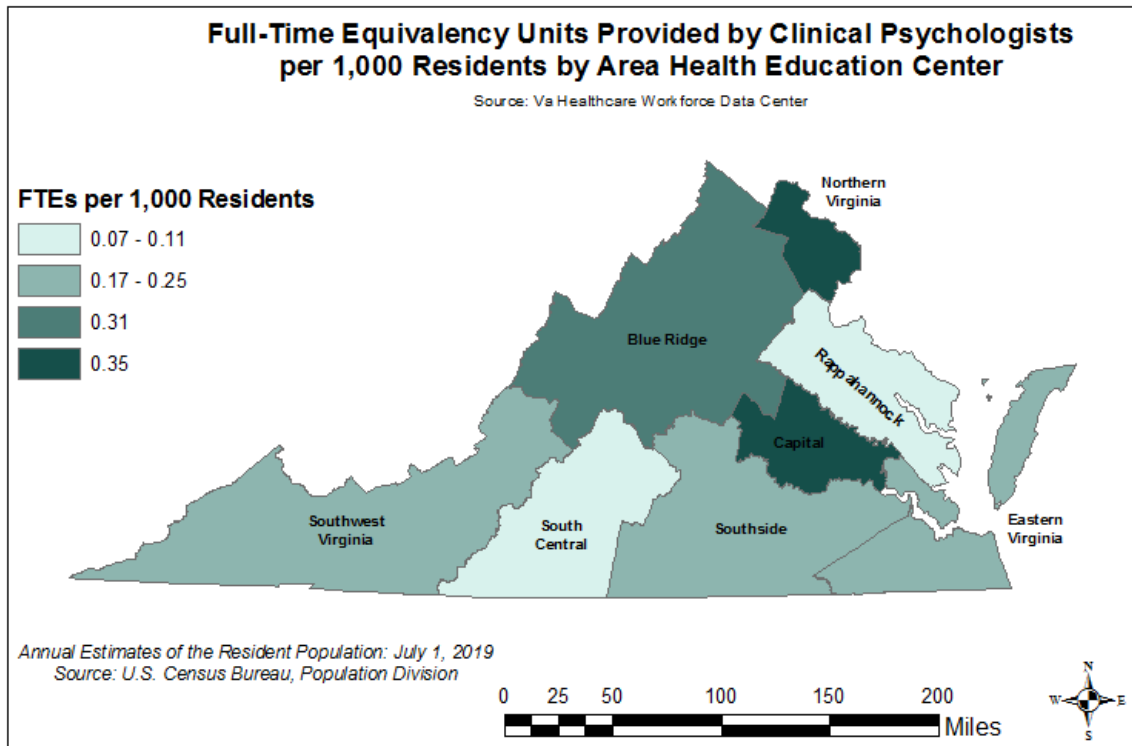 Full-Time Equivalency Units Provided by Clinical Psychologists
per 1,000 Residents by Area Health Education Center
Source: Va Healthcare Workforce Data Center
FTEs per 1,000 Residents
0.07 - 0.11
0.17 - 0.25
0.31
0.35
Northern
Virginia
Blue Ridge
Rappahannock
Capital
Southwest
Virginia
South
Central
Southside
Eastern
Virginia
Annual Estimates of the Resident Population: July 1, 2019
Source: U.S. Census Bureau, Population Division
0 25 50 100 150 200
Miles
N
W E
S